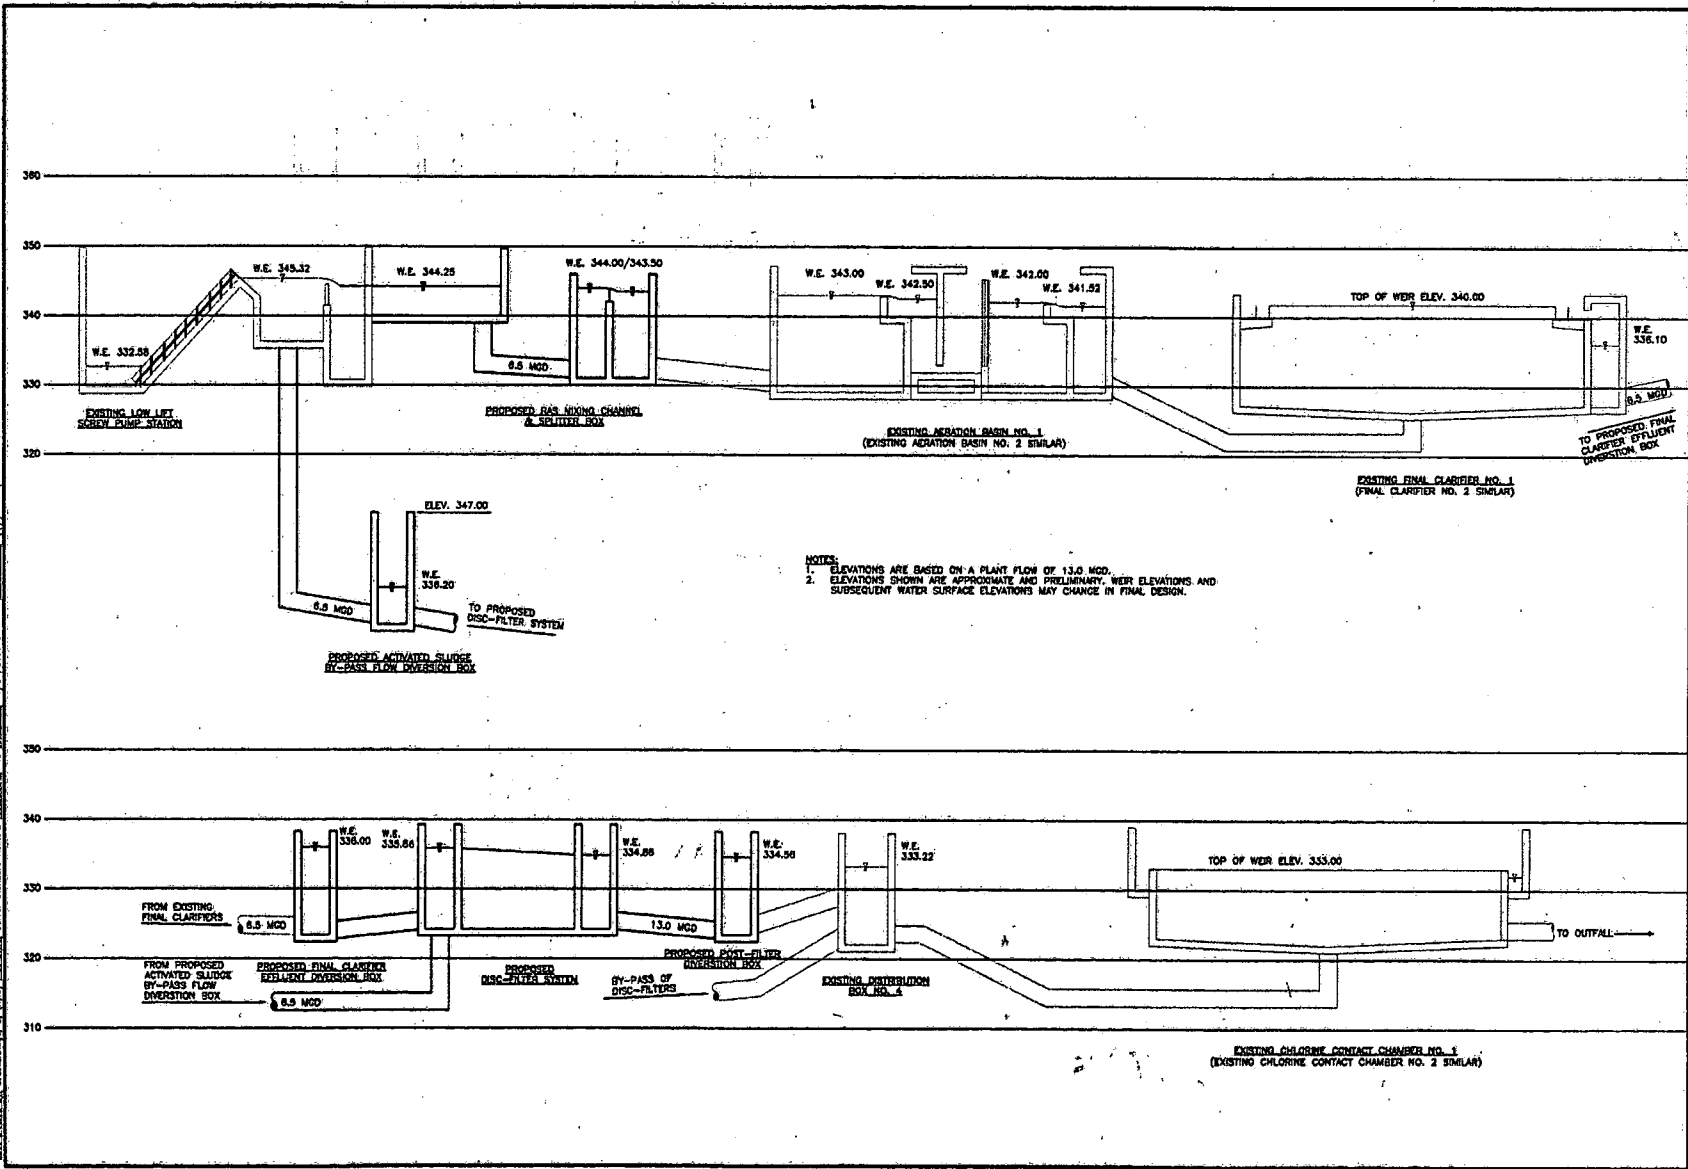 360
350
340
330
320
W.E. 332.58
EXISTING LOW LIFT
SCREW PUMP STATION
W.E. 345.32
W.E. 344.25
W.E. 344.00/343.50
6.5 MGD
PROPOSED RAS MIXING CHANNEL
& SPLITTER BOX
W.E. 343.00
W.E. 342.50
W.E. 342.00
W.E. 341.52
EXISTING AERATION BASIN NO. 1
(EXISTING AERATION BASIN NO. 2 SIMILAR)
TOP OF WEIR ELEV. 340.00
W.E.
336.10
6.5 MGD
TO PROPOSED FINAL
CLARIFIER EFFLUENT
DIVERSTION BOX
EXISTING FINAL CLARIFIER NO. 1
(FINAL CLARIFIER NO. 2 SIMILAR)
ELEV. 347.00
W.E.
336.20
6.5 MGD
TO PROPOSED
DISC-FILTER SYSTEM
PROPOSED ACTIVATED SLUDGE
BY-PASS FLOW DIVERSION BOX
NOTES:
1. ELEVATIONS ARE BASED ON A PLANT FLOW OF 13.0 MGD.
2. ELEVATIONS SHOWN ARE APPROXIMATE AND PRELIMINARY. WEIR ELEVATIONS AND
SUBSEQUENT WATER SURFACE ELEVATIONS MAY CHANGE IN FINAL DESIGN.
350
340
330
320
310
FROM EXISTING
FINAL CLARIFIERS
6.5 MGD
W.E.
336.00
W.E.
335.86
W.E.
334.86
13.0 MGD
W.E.
334.56
W.E.
333.22
TOP OF WEIR ELEV. 333.00
TO OUTFALL
FROM PROPOSED
ACTIVATED SLUDGE
BY-PASS FLOW
DIVERSTION BOX
6.5 MGD
PROPOSED FINAL CLARIFIER
EFFLUENT DIVERSION BOX
PROPOSED
DISC-FILTER SYSTEM
BY-PASS OF
DISC-FILTERS
PROPOSED POST-FILTER
DIVERSTION BOX
EXISTING DISTRIBUTION
BOX NO. 4
EXISTING CHLORINE CONTACT CHAMBER NO. 1
(EXISTING CHLORINE CONTACT CHAMBER NO. 2 SIMILAR)